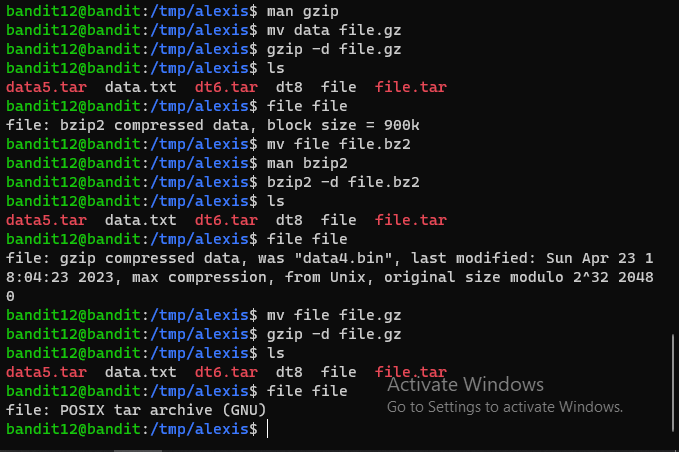 bandit12@bandit:/tmp/alexis$ man gzip
bandit12@bandit:/tmp/alexis$ mv data file.gz
bandit12@bandit:/tmp/alexis$ gzip -d file.gz
bandit12@bandit:/tmp/alexis$ ls
data5.tar  data.txt  dt6.tar  dt8  file  file.tar
bandit12@bandit:/tmp/alexis$ file file
file: bzip2 compressed data, block size = 900k
bandit12@bandit:/tmp/alexis$ mv file file.bz2
bandit12@bandit:/tmp/alexis$ man bzip2
bandit12@bandit:/tmp/alexis$ bzip2 -d file.bz2
bandit12@bandit:/tmp/alexis$ ls
data5.tar  data.txt  dt6.tar  dt8  file  file.tar
bandit12@bandit:/tmp/alexis$ file file
file: gzip compressed data, was "data4.bin", last modified: Sun Apr 23 1
8:04:23 2023, max compression, from Unix, original size modulo 2^32 2048
0
bandit12@bandit:/tmp/alexis$ mv file file.gz
bandit12@bandit:/tmp/alexis$ gzip -d file.gz
bandit12@bandit:/tmp/alexis$ ls
data5.tar  data.txt  dt6.tar  dt8  file  file.tar
bandit12@bandit:/tmp/alexis$ file file
file: POSIX tar archive (GNU)
bandit12@bandit:/tmp/alexis$
Activate Windows
Go to Settings to activate Windows.